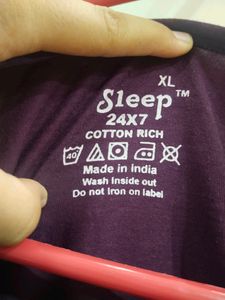 XL
Sleep™
24X7
COTTON RICH
40
Made in India
Wash Inside out
Do not Iron on label